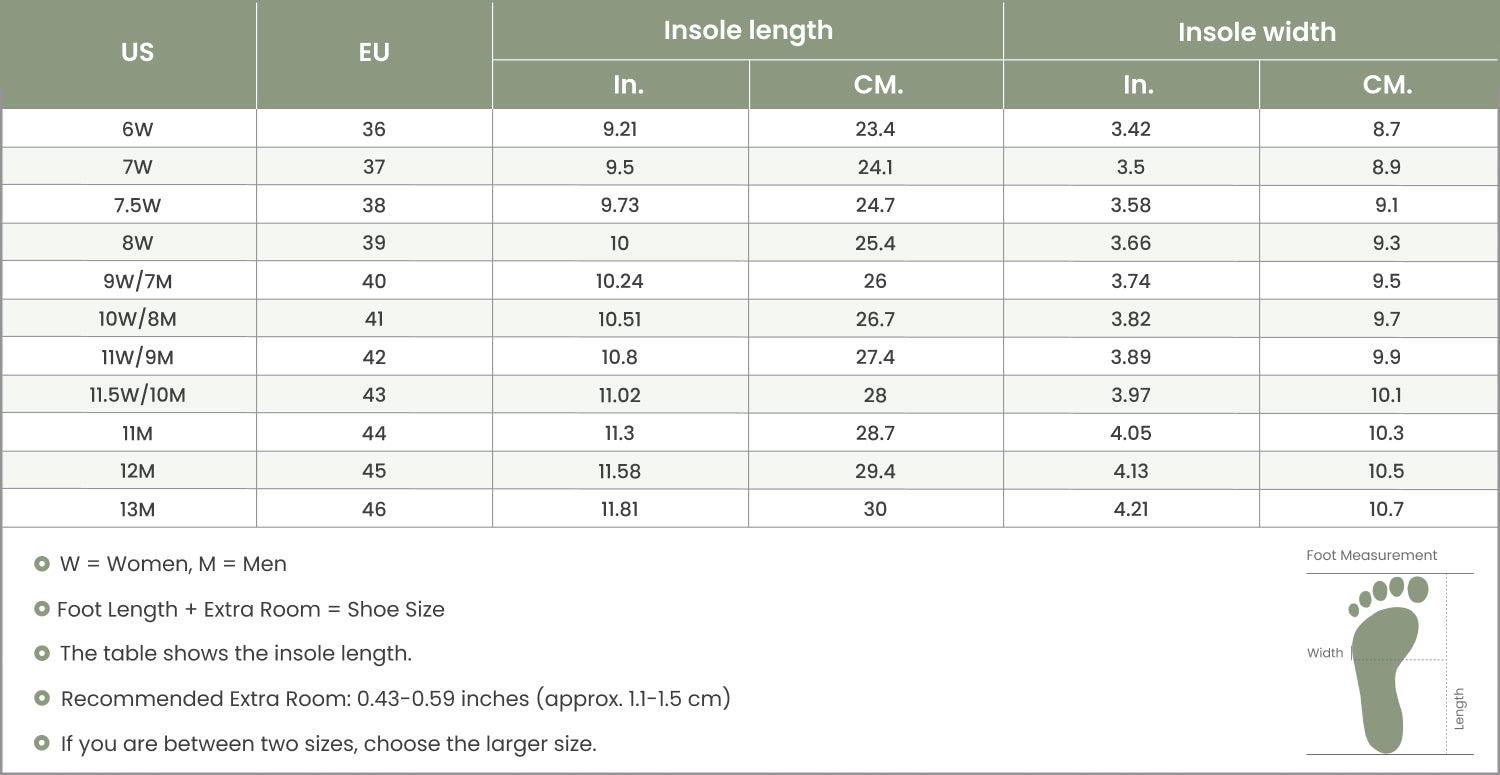 US EU Insole length Insole width
In. CM. In. CM.
6W 36 9.21 23.4 3.42 8.7
7W 37 9.5 24.1 3.5 8.9
7.5W 38 9.73 24.7 3.58 9.1
8W 39 10 25.4 3.66 9.3
9W/7M 40 10.24 26 3.74 9.5
10W/8M 41 10.51 26.7 3.82 9.7
11W/9M 42 10.8 27.4 3.89 9.9
11.5W/10M 43 11.02 28 3.97 10.1
11M 44 11.3 28.7 4.05 10.3
12M 45 11.58 29.4 4.13 10.5
13M 46 11.81 30 4.21 10.7
W = Women, M = Men
Foot Length + Extra Room = Shoe Size
The table shows the insole length.
Recommended Extra Room: 0.43-0.59 inches (approx. 1.1-1.5 cm)
If you are between two sizes, choose the larger size.
Foot Measurement
Width
Length